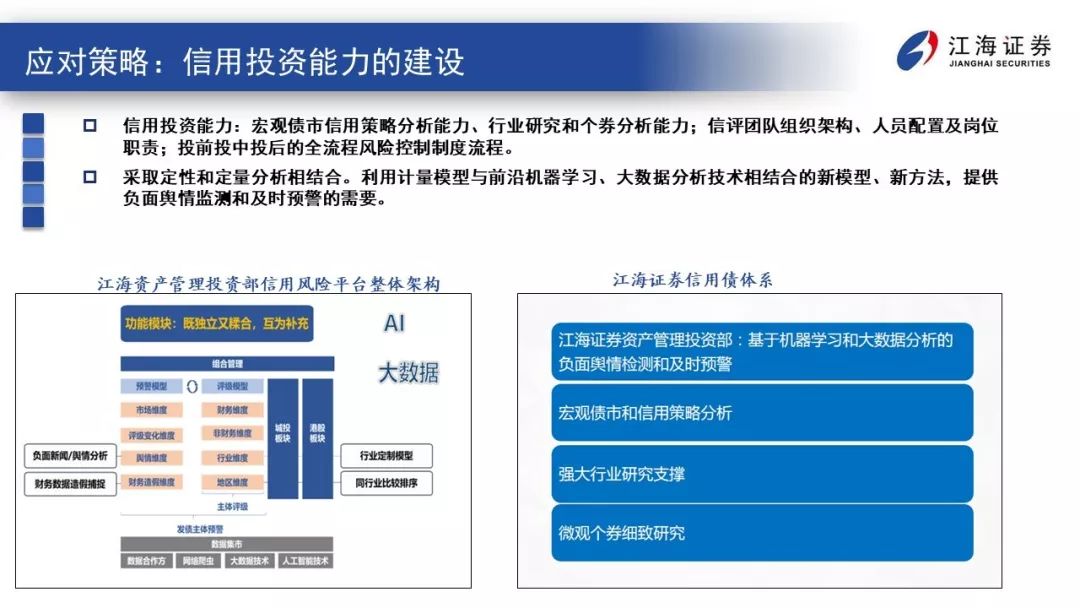 应对策略：信用投资能力的建设
江海证券
JIANGHAI SECURITIES
信用投资能力：宏观债市信用策略分析能力、行业研究和个券分析能力；信评团队组织架构、人员配置及岗位
职责；投前投中投后的全流程风险控制制度流程。
采取定性和定量分析相结合。利用计量模型与前沿机器学习、大数据分析技术相结合的新模型、新方法，提供
负面舆情监测和及时预警的需要。
江海资产管理投资部信用风险平台整体架构
功能模块：既独立又糅合，互为补充
AI
大数据
组合管理
预警模型
评级模型
市场维度
财务维度
评级变化维度
非财务维度
舆情维度
行业维度
财务造假维度
地区维度
城投
板块
港股
板块
负面新闻/舆情分析
财务数据造假捕捉
行业定制模型
同行业比较排序
主体评级
发债主体预警
数据集市
数据合作方
网络爬虫
大数据技术
人工智能技术
江海证券信用债体系
江海证券资产管理投资部：基于机器学习和大数据分析的
负面舆情检测和及时预警
宏观债市和信用策略分析
强大行业研究支撑
微观个券细致研究